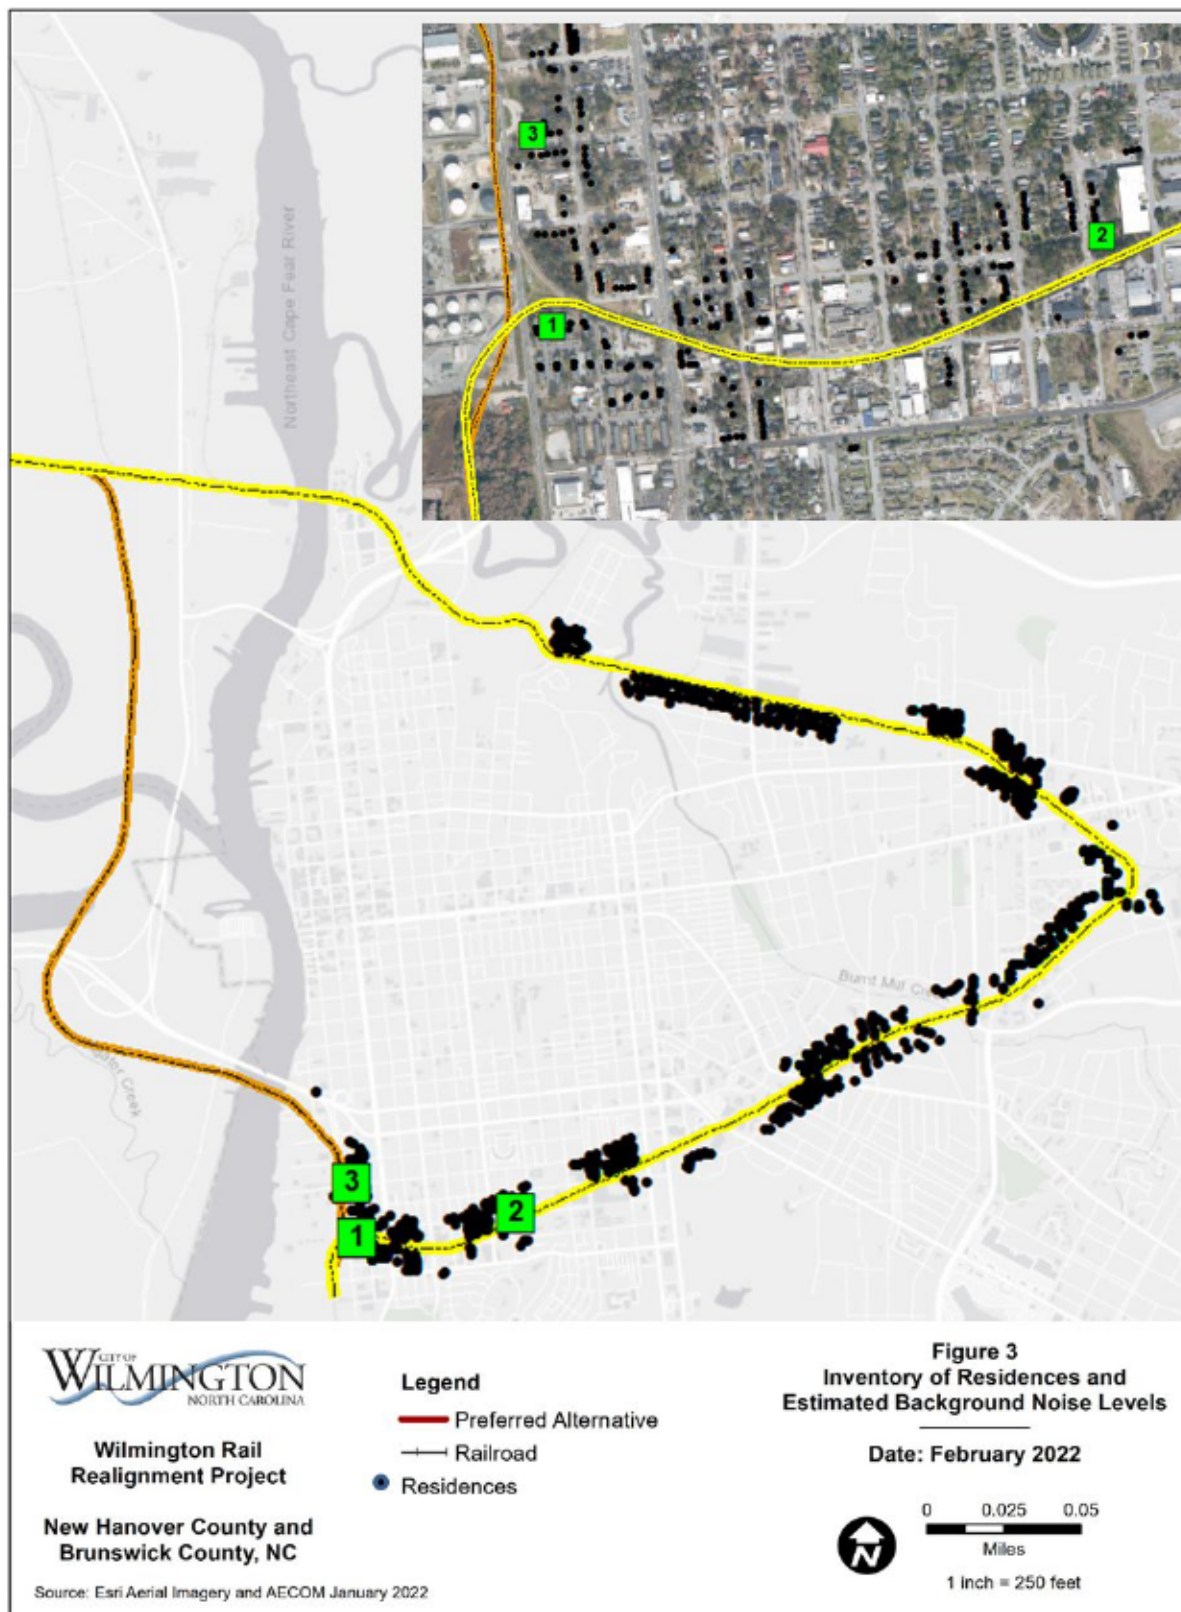 3
2
1
Northeast Cape Fear River
Burnt Mill
Creek
3
2
1
CITY OF
WILMINGTON
NORTH CAROLINA
Wilmington Rail
Realignment Project
New Hanover County and
Brunswick County, NC
Source: Esri Aerial Imagery and AECOM January 2022
Legend
Preferred Alternative
Railroad
Residences
Figure 3
Inventory of Residences and
Estimated Background Noise Levels
Date: February 2022
N
0 0.025 0.05
Miles
1 inch = 250 feet